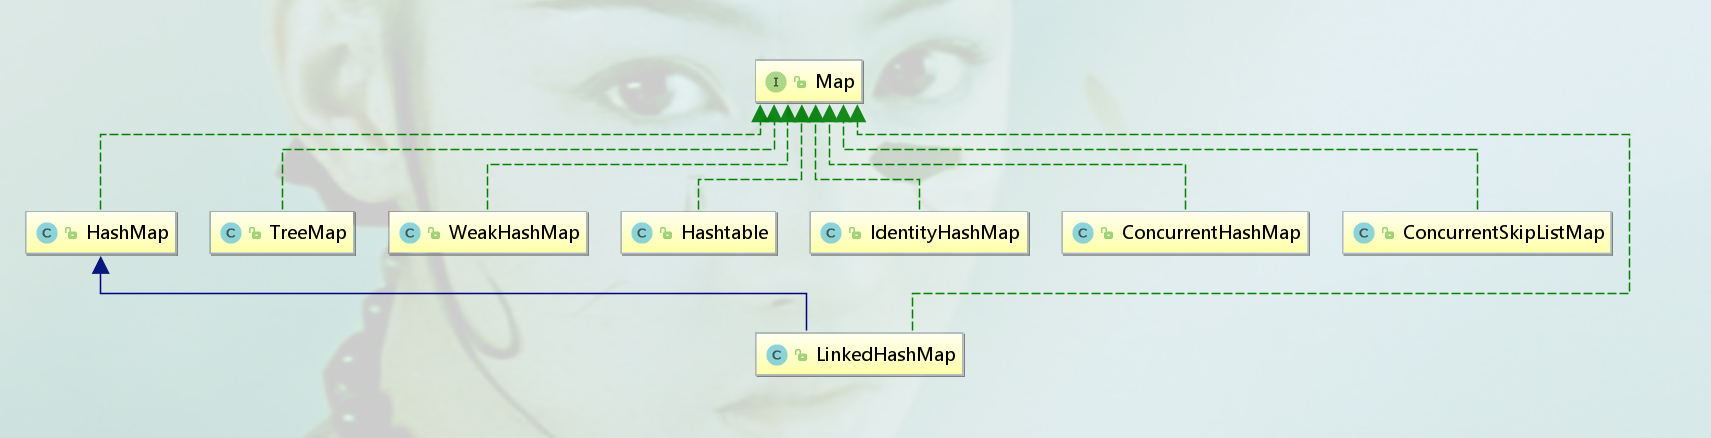 I Map
C HashMap
C TreeMap
C WeakHashMap
C Hashtable
C IdentityHashMap
C ConcurrentHashMap
C ConcurrentSkipListMap
C LinkedHashMap